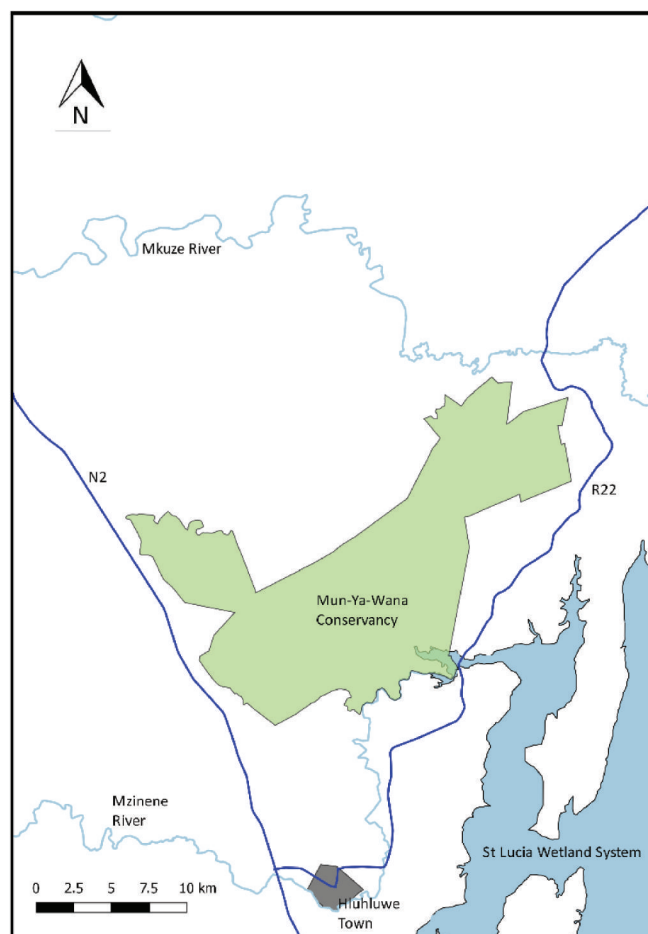 N
Mkuze River
N2
R22
Mun-Ya-Wana
Conservancy
Mzinene
River
St Lucia Wetland System
0 2.5 5 7.5 10 km
Hluhluwe
Town